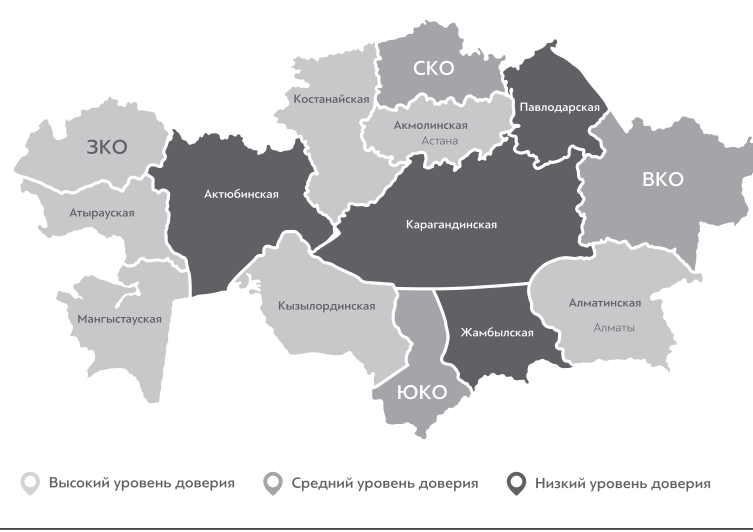 СКО
Костанайская
Павлодарская
Акмолинская
Астана
ЗКО
ВКО
Актюбинская
Атырауская
Карагандинская
Мангыстауская
Кызылординская
Алматинская
Жамбылская
Алматы
ЮКО
Высокий уровень доверия
Средний уровень доверия
Низкий уровень доверия